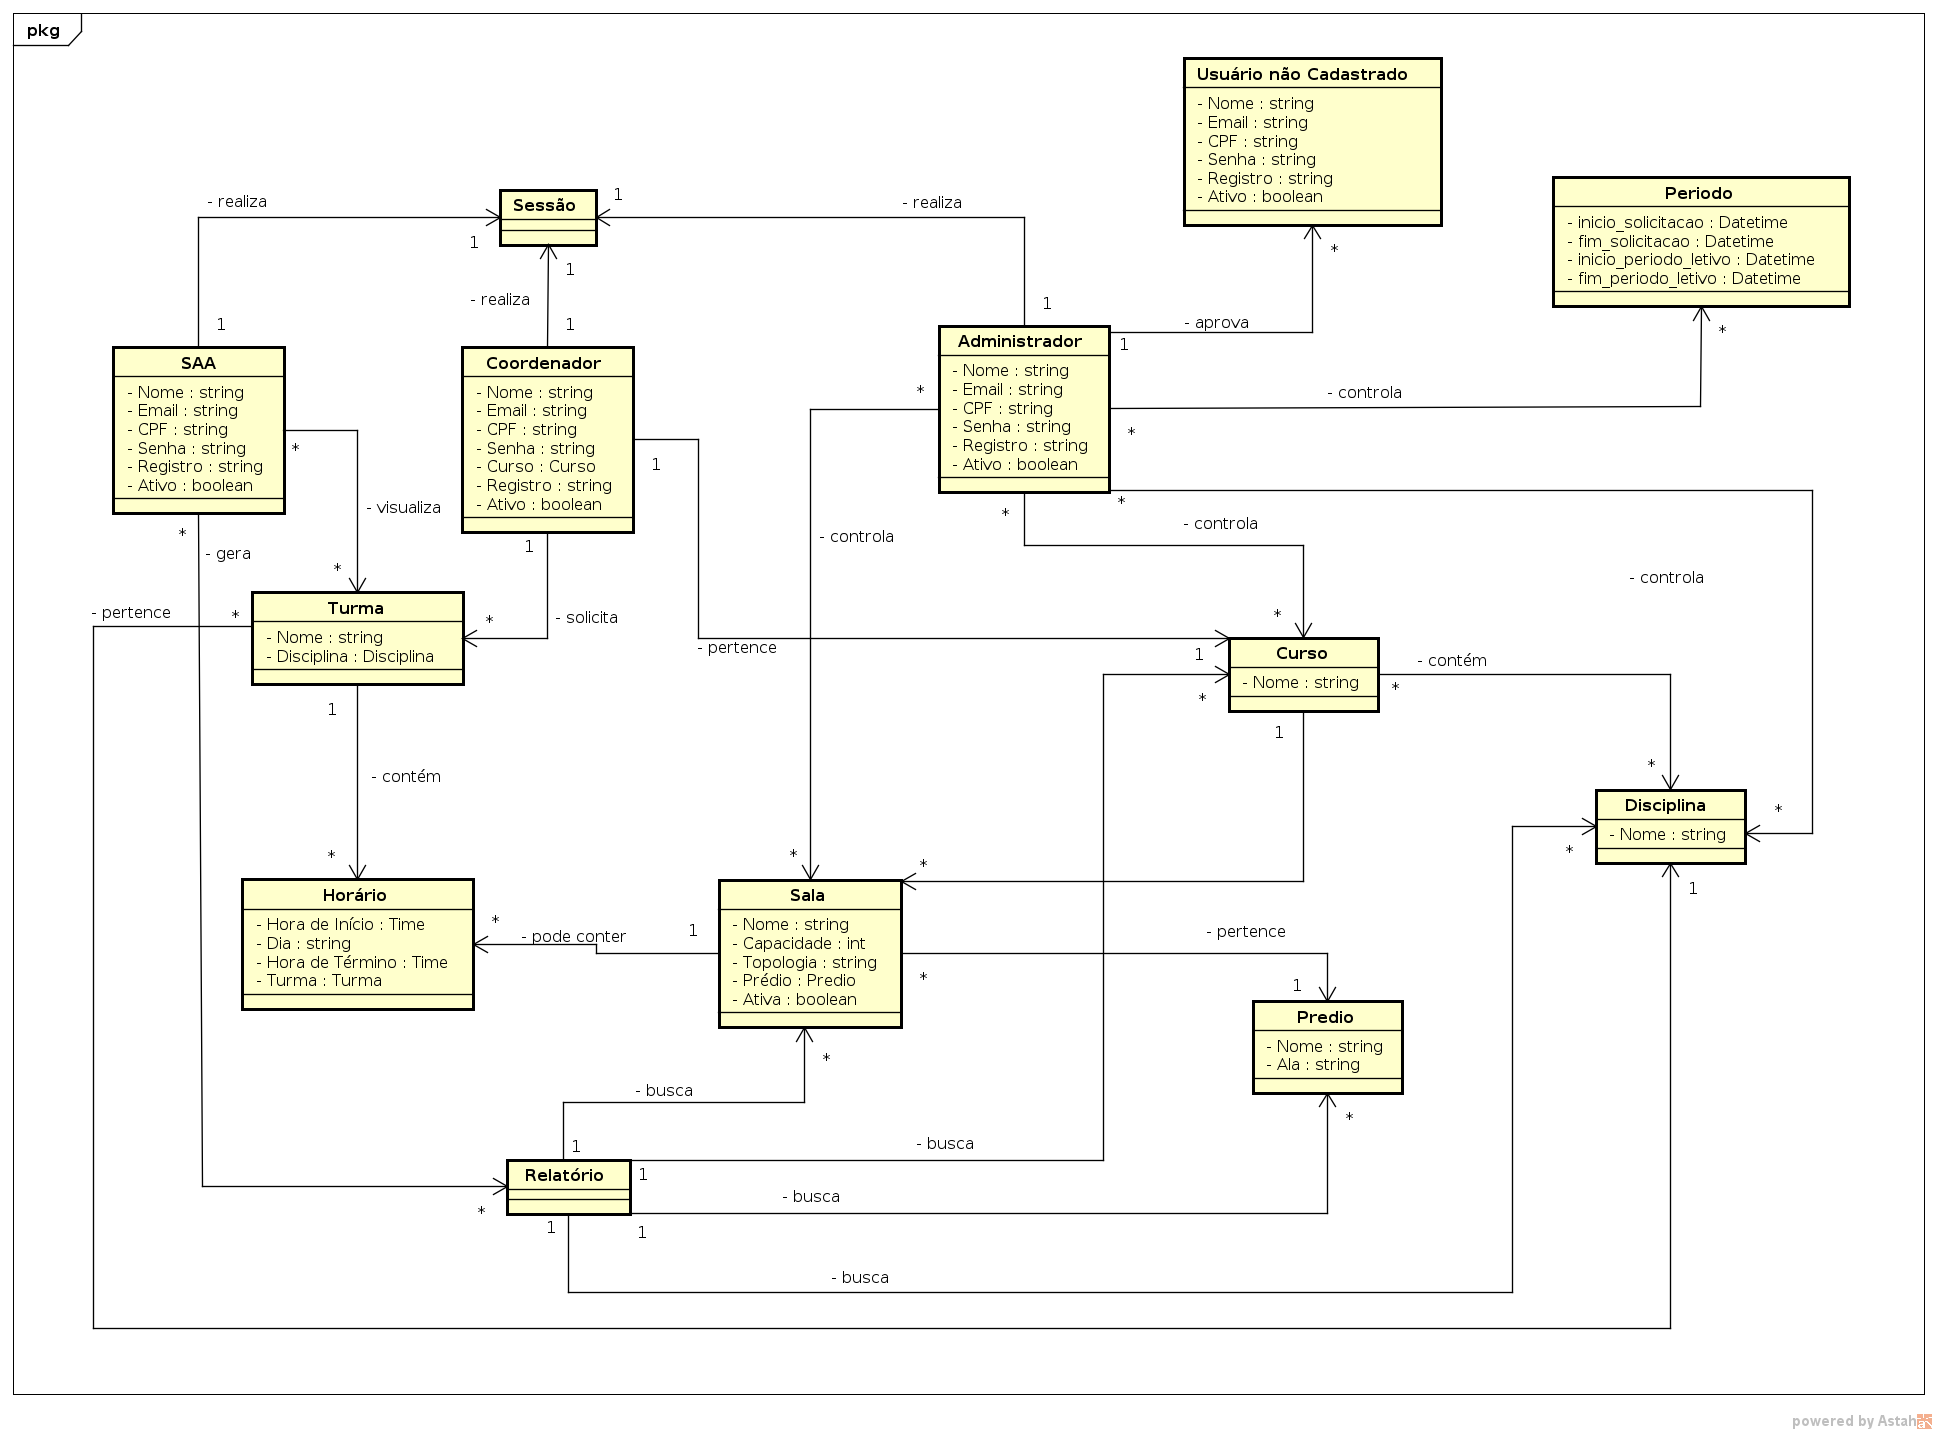 pkg
Usuário não Cadastrado
- Nome : string
- Email : string
- CPF : string
- Senha : string
- Registro : string
- Ativo : boolean
Periodo
- inicio_solicitacao : Datetime
- fim_solicitacao : Datetime
- inicio_periodo_letivo : Datetime
- fim_periodo_letivo : Datetime
*
*
- realiza
Sessão
1
- realiza
1
1
- realiza
1
1
1
- aprova
1
- controla
*
*
SAA
- Nome : string
- Email : string
- CPF : string
- Senha : string
- Registro : string
- Ativo : boolean
*
- visualiza
*
*
- gera
Coordenador
- Nome : string
- Email : string
- CPF : string
- Senha : string
- Curso : Curso
- Registro : string
- Ativo : boolean
1
1
- solicita
*
- pertence
Administrador
- Nome : string
- Email : string
- CPF : string
- Senha : string
- Registro : string
- Ativo : boolean
*
*
- controla
- controla
*
- controla
- pertence
*
Turma
- Nome : string
- Disciplina : Disciplina
1
- contém
*
1
Curso
- Nome : string
*
1
- contém
*
*
Disciplina
- Nome : string
*
*
1
Horário
- Hora de Início : Time
- Dia : string
- Hora de Término : Time
- Turma : Turma
*
- pode conter
1
*
*
Sala
- Nome : string
- Capacidade : int
- Topologia : string
- Prédio : Predio
- Ativa : boolean
*
- pertence
1
*
Predio
- Nome : string
- Ala : string
*
- busca
1
Relatório
*
1
- busca
1
- busca
1
- busca
powered by Astah